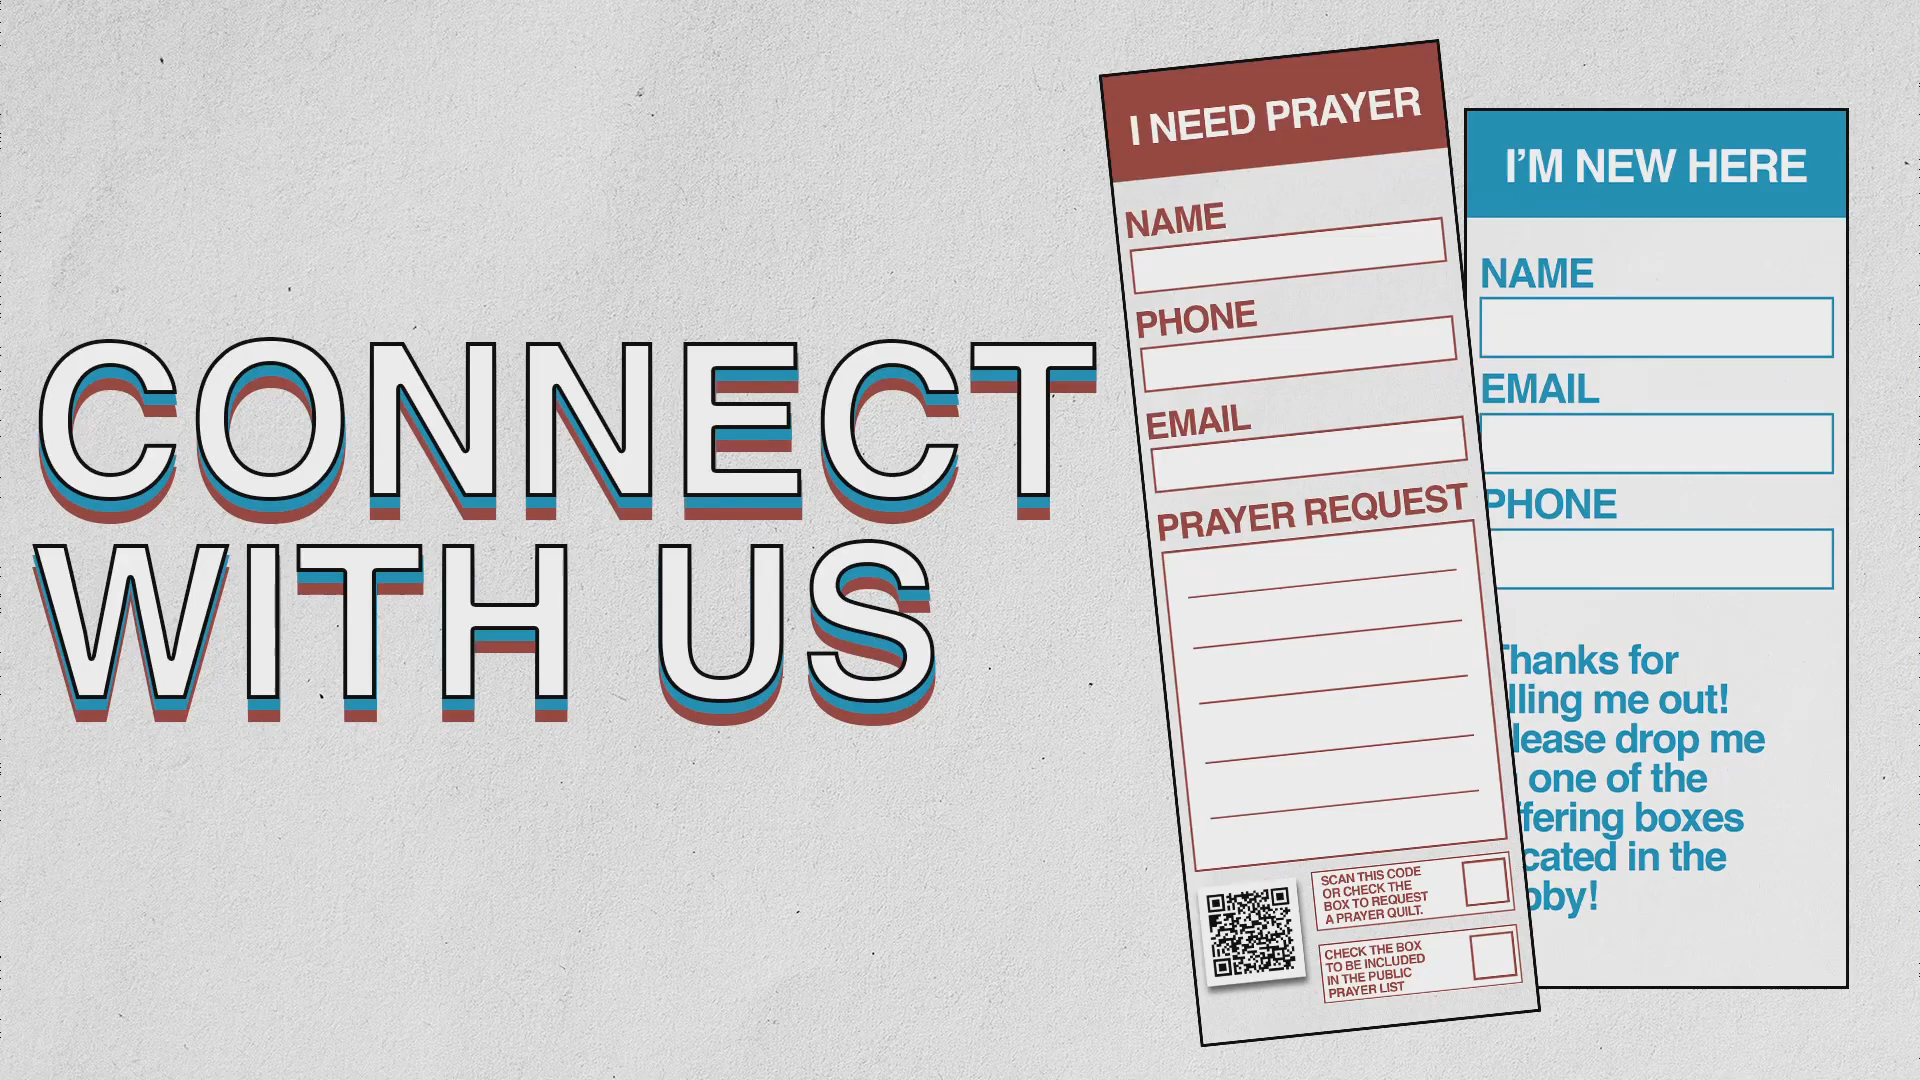 CONNECT
WITH US
I NEED PRAYER
NAME
PHONE
EMAIL
PRAYER REQUEST
SCAN THIS CODE
OR CHECK THE
BOX TO REQUEST
A PRAYER QUILT.
CHECK THE BOX
TO BE INCLUDED
IN THE PUBLIC
PRAYER LIST
I'M NEW HERE
NAME
EMAIL
PHONE
Thanks for
lling me out!
lease drop me
one of the
ffering boxes
cated in the
bby!